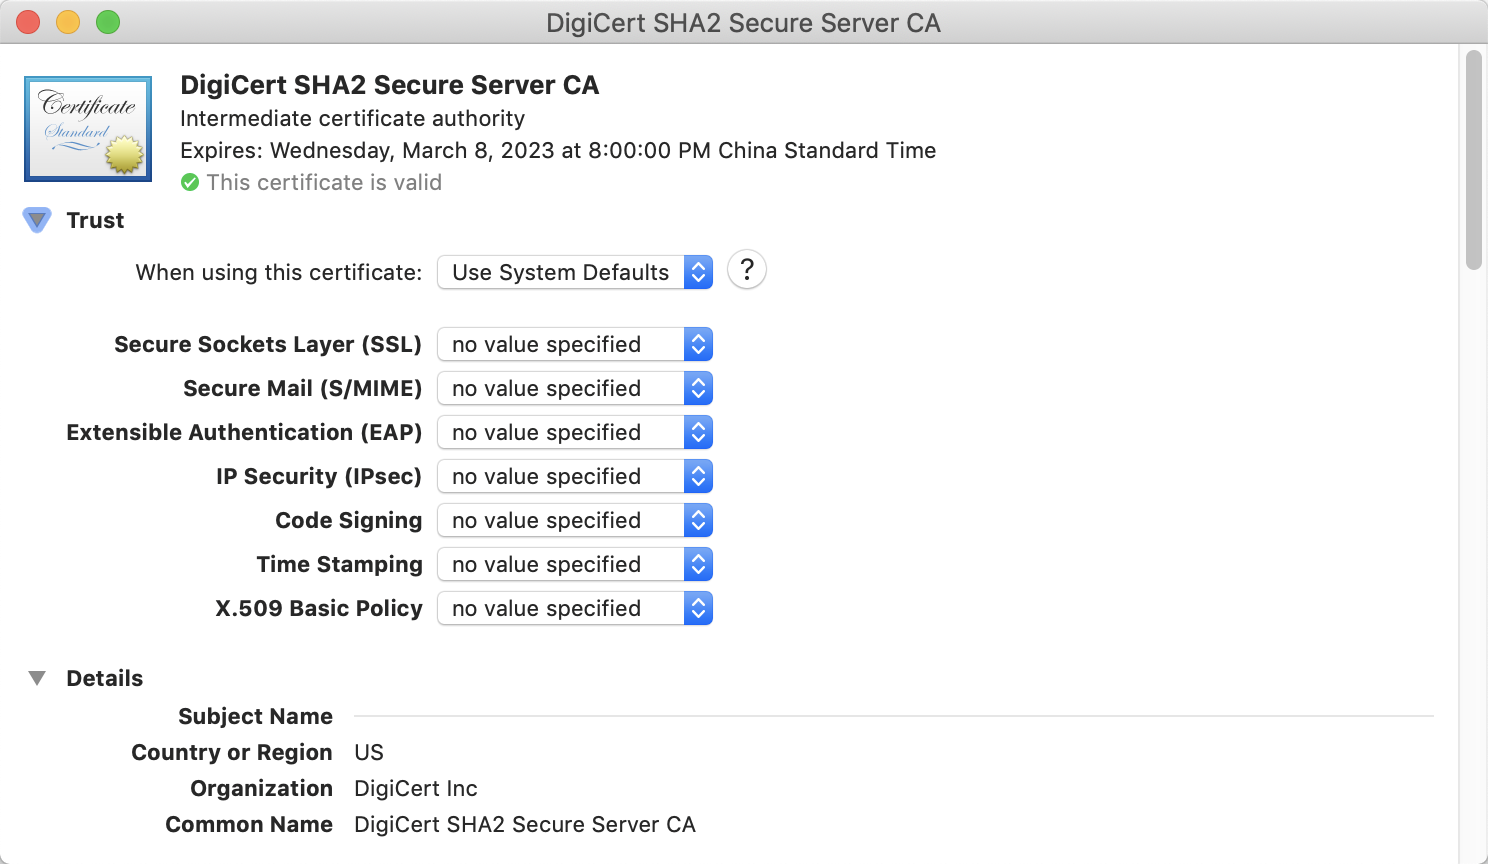 DigiCert SHA2 Secure Server CA
Certificate
Standard
DigiCert SHA2 Secure Server CA
Intermediate certificate authority
Expires: Wednesday, March 8, 2023 at 8:00:00 PM China Standard Time
This certificate is valid
Trust
When using this certificate: Use System Defaults ?
Secure Sockets Layer (SSL) no value specified
Secure Mail (S/MIME) no value specified
Extensible Authentication (EAP) no value specified
IP Security (IPsec) no value specified
Code Signing no value specified
Time Stamping no value specified
X.509 Basic Policy no value specified
Details
Subject Name
Country or Region US
Organization DigiCert Inc
Common Name DigiCert SHA2 Secure Server CA